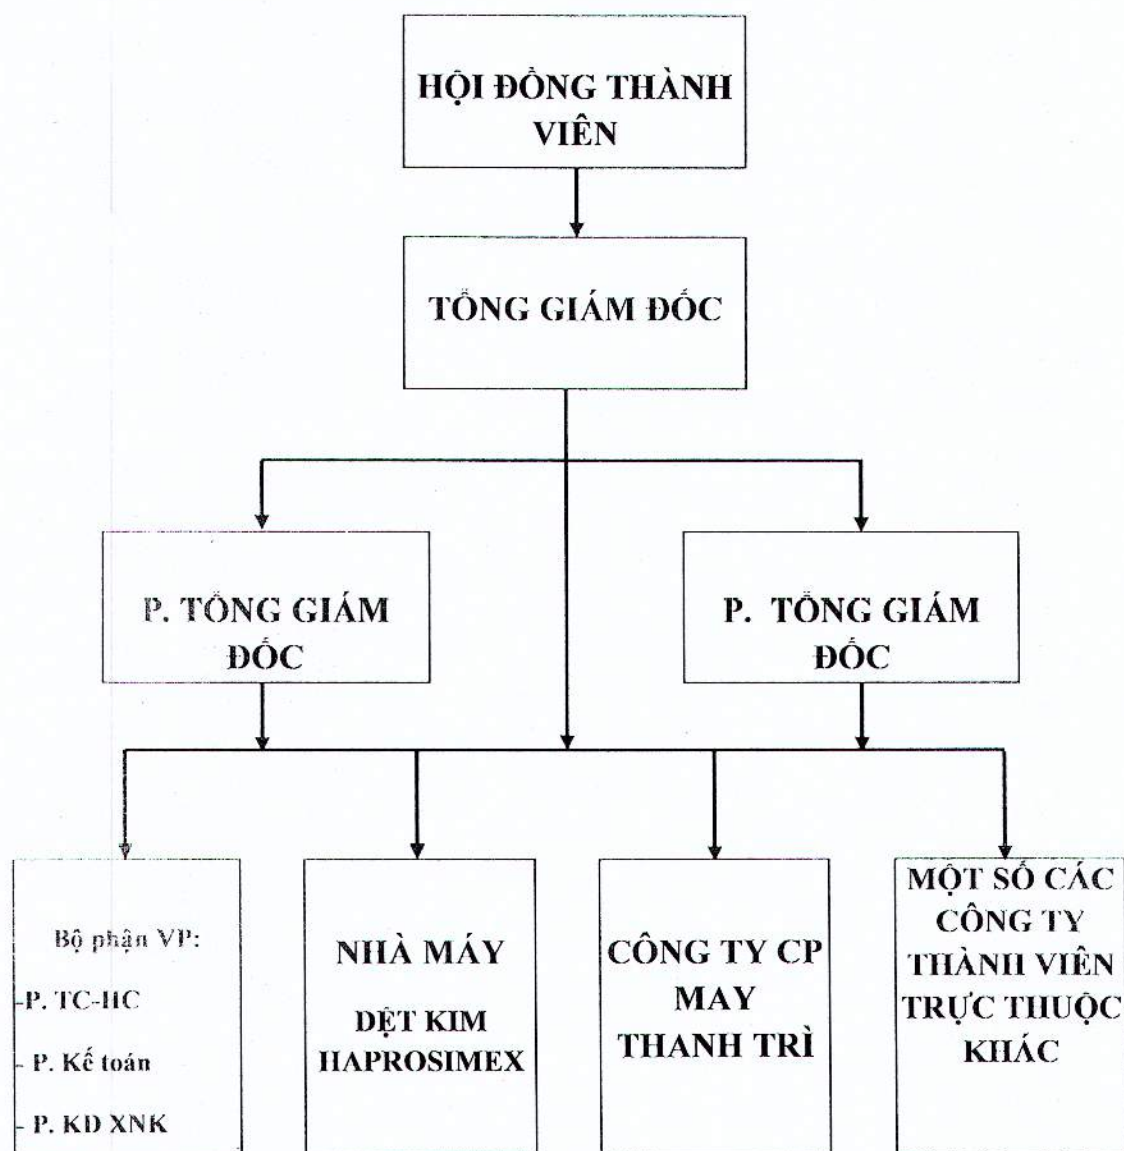 HỘI ĐỒNG THÀNH
VIÊN
TỔNG GIÁM ĐỐC
P. TỔNG GIÁM
ĐỐC
P. TỔNG GIÁM
ĐỐC
Bộ phận VP:
-P. TC-HC
- P. Kế toán
- P. KD XNK
NHÀ MÁY
DỆT KIM
HAPROSIMEX
CÔNG TY CP
MAY
THANH TRÌ
MỘT SỐ CÁC
CÔNG TY
THÀNH VIÊN
TRỰC THUỘC
KHÁC